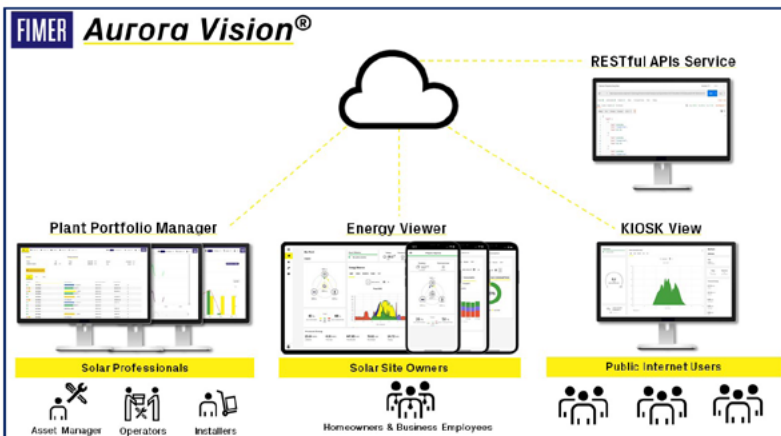 FIMER Aurora Vision®
RESTful APIs Service
Plant Portfolio Manager
Energy Viewer
KIOSK View
Solar Professionals
Solar Site Owners
Public Internet Users
Asset Manager
Operators
Installers
Homeowners & Business Employees